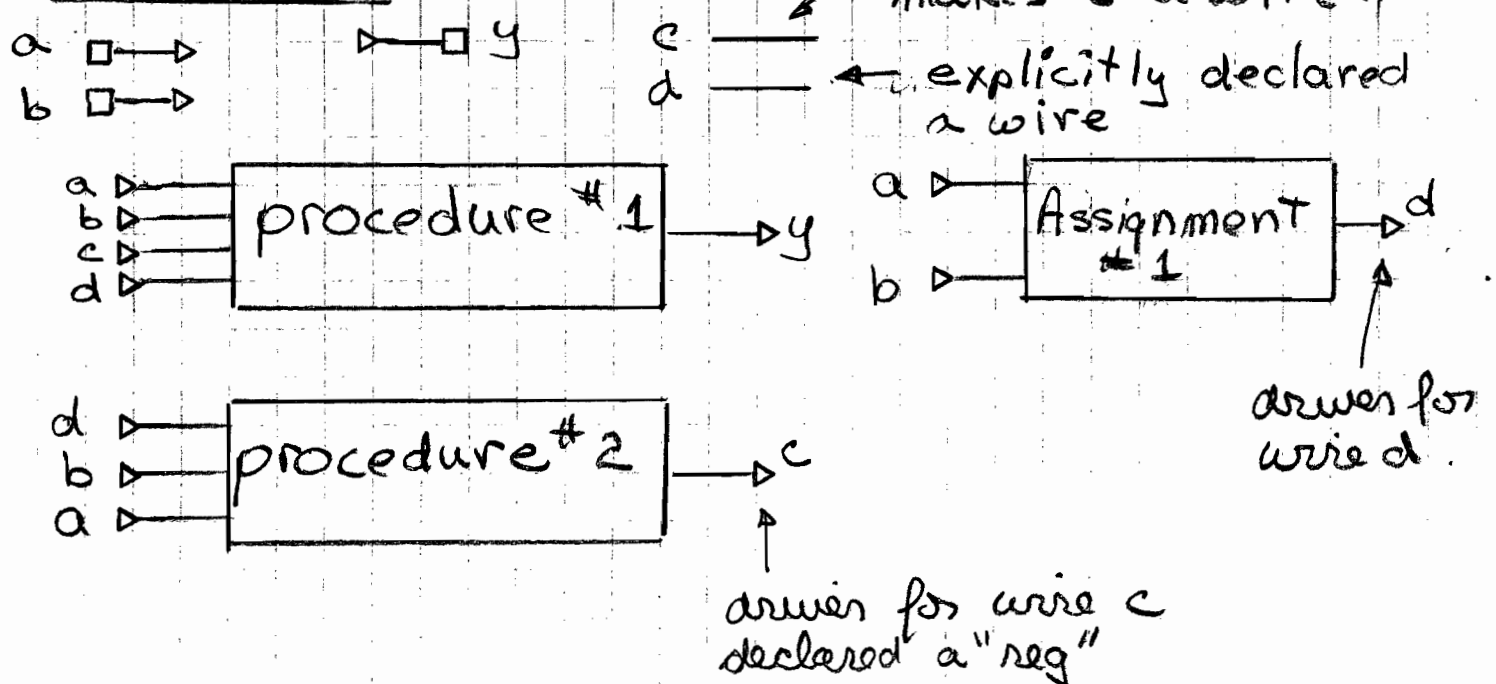 a
b
y
c
d
explicitly declared
a wire
a
b
c
d
procedure #1
y
a
b
Assignment
#1
d
driver for
wire d.
d
b
a
procedure #2
c
driver for wire c
declared a "reg"